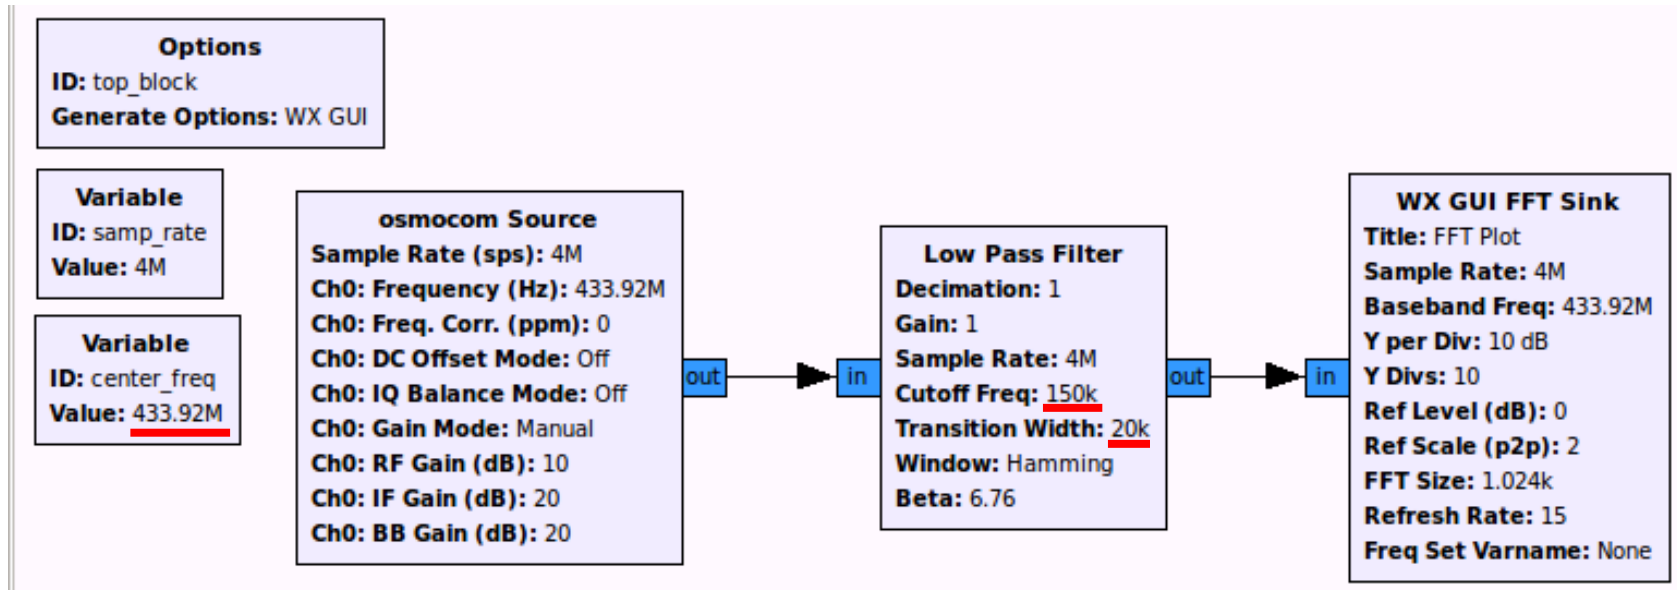 Options
ID: top_block
Generate Options: WX GUI
Variable
ID: samp_rate
Value: 4M
Variable
ID: center_freq
Value: 433.92M
osmocom Source
Sample Rate (sps): 4M
Ch0: Frequency (Hz): 433.92M
Ch0: Freq. Corr. (ppm): 0
Ch0: DC Offset Mode: Off
Ch0: IQ Balance Mode: Off
Ch0: Gain Mode: Manual
Ch0: RF Gain (dB): 10
Ch0: IF Gain (dB): 20
Ch0: BB Gain (dB): 20
out
in
Low Pass Filter
Decimation: 1
Gain: 1
Sample Rate: 4M
Cutoff Freq: 150k
Transition Width: 20k
Window: Hamming
Beta: 6.76
out
in
WX GUI FFT Sink
Title: FFT Plot
Sample Rate: 4M
Baseband Freq: 433.92M
Y per Div: 10 dB
Y Divs: 10
Ref Level (dB): 0
Ref Scale (p2p): 2
FFT Size: 1.024k
Refresh Rate: 15
Freq Set Varname: None